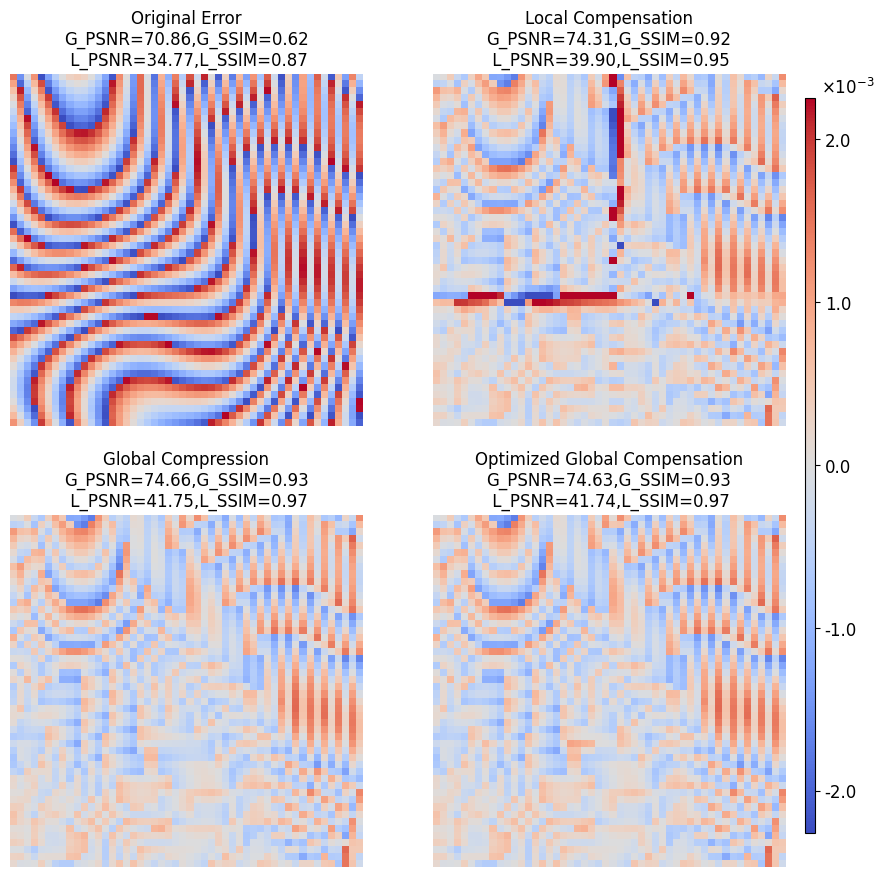 Original Error
G_PSNR=70.86,G_SSIM=0.62
L_PSNR=34.77,L_SSIM=0.87
Local Compensation
G_PSNR=74.31,G_SSIM=0.92
L_PSNR=39.90,L_SSIM=0.95
×10⁻³
2.0
1.0
0.0
-1.0
-2.0
Global Compression
G_PSNR=74.66,G_SSIM=0.93
L_PSNR=41.75,L_SSIM=0.97
Optimized Global Compensation
G_PSNR=74.63,G_SSIM=0.93
L_PSNR=41.74,L_SSIM=0.97